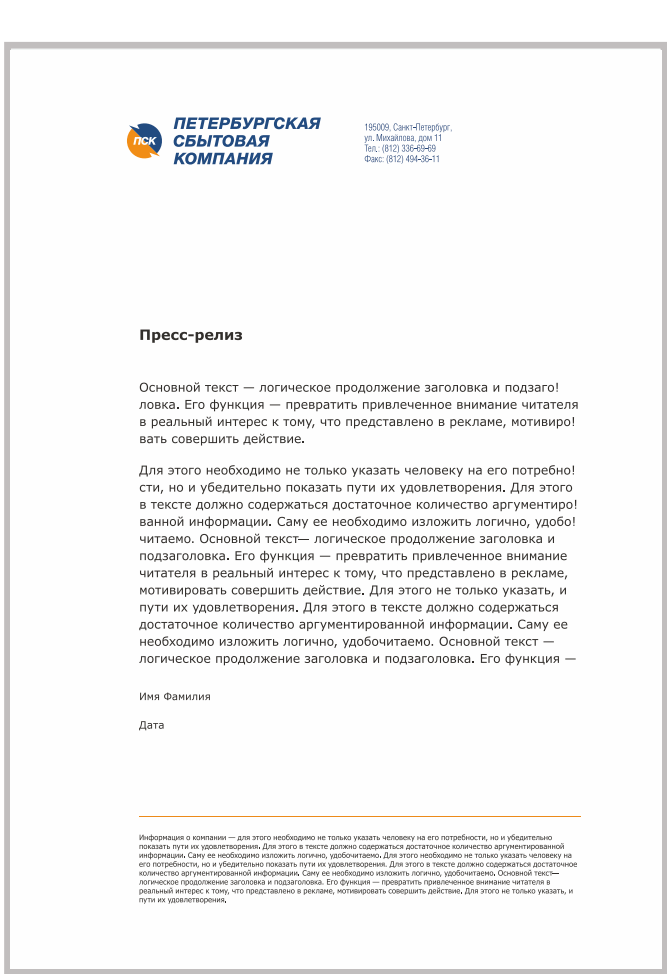 ПСК
ПЕТЕРБУРГСКАЯ
СБЫТОВАЯ
КОМПАНИЯ
195009, Санкт-Петербург,
ул. Михайлова, дом 11
Тел.: (812) 336-69-69
Факс: (812) 494-36-11
Пресс-релиз
Основной текст — логическое продолжение заголовка и подзаго!
ловка. Его функция — превратить привлеченное внимание читателя
в реальный интерес к тому, что представлено в рекламе, мотивиро!
вать совершить действие.
Для этого необходимо не только указать человеку на его потребно!
сти, но и убедительно показать пути их удовлетворения. Для этого
в тексте должно содержаться достаточное количество аргументиро!
ванной информации. Саму ее необходимо изложить логично, удобо!
читаемо. Основной текст— логическое продолжение заголовка и
подзаголовка. Его функция — превратить привлеченное внимание
читателя в реальный интерес к тому, что представлено в рекламе,
мотивировать совершить действие. Для этого не только указать, и
пути их удовлетворения. Для этого в тексте должно содержаться
достаточное количество аргументированной информации. Саму ее
необходимо изложить логично, удобочитаемо. Основной текст —
логическое продолжение заголовка и подзаголовка. Его функция —
Имя Фамилия
Дата
Информация о компании — для этого необходимо не только указать человеку на его потребности, но и убедительно
показать пути их удовлетворения. Для этого в тексте должно содержаться достаточное количество аргументированной
информации. Саму ее необходимо изложить логично, удобочитаемо. Для этого необходимо не только указать человеку на
его потребности, но и убедительно показать пути их удовлетворения. Для этого в тексте должно содержаться достаточное
количество аргументированной информации. Саму ее необходимо изложить логично, удобочитаемо. Основной текст—
логическое продолжение заголовка и подзаголовка. Его функция — превратить привлеченное внимание читателя в
реальный интерес к тому, что представлено в рекламе, мотивировать совершить действие. Для этого не только указать, и
пути их удовлетворения.